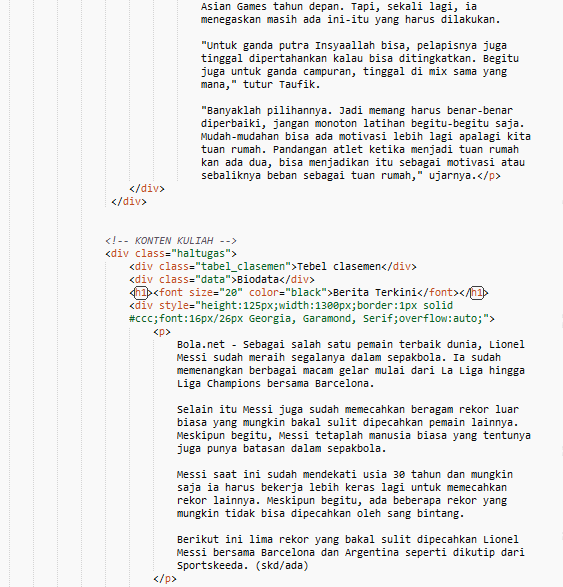 Asian Games tahun depan. Tapi, sekali lagi, ia
menegaskan masih ada ini-itu yang harus dilakukan.
"Untuk ganda putra Insyaallah bisa, pelapisnya juga
tinggal dipertahankan kalau bisa ditingkatkan. Begitu
juga untuk ganda campuran, tinggal di mix sama yang
mana," tutur Taufik.
"Banyaklah pilihannya. Jadi memang harus benar-benar
diperbaiki, jangan monoton latihan begitu-begitu saja.
Mudah-mudahan bisa ada motivasi lebih lagi apalagi kita
tuan rumah. Pandangan atlet ketika menjadi tuan rumah
kan ada dua, bisa menjadikan itu sebagai motivasi atau
sebaliknya beban sebagai tuan rumah," ujarnya.</p>
</div>
</div>
<!-- KONTEN KULIAH -->
<div class="haltugas">
<div class="tabel_clasemen">Tebel clasemen</div>
<div class="data">Biodata</div>
<h1><font size="20" color="black">Berita Terkini</font></h1>
<div style="height:125px;width:1300px;border:1px solid
#ccc;font:16px/26px Georgia, Garamond, Serif;overflow:auto;">
<p>
Bola.net - Sebagai salah satu pemain terbaik dunia, Lionel
Messi sudah meraih segalanya dalam sepakbola. Ia sudah
memenangkan berbagai macam gelar mulai dari La Liga hingga
Liga Champions bersama Barcelona.
Selain itu Messi juga sudah memecahkan beragam rekor luar
biasa yang mungkin bakal sulit dipecahkan pemain lainnya.
Meskipun begitu, Messi tetaplah manusia biasa yang tentunya
juga punya batasan dalam sepakbola.
Messi saat ini sudah mendekati usia 30 tahun dan mungkin
saja ia harus bekerja lebih keras lagi untuk memecahkan
rekor lainnya. Meskipun begitu, ada beberapa rekor yang
mungkin tidak bisa dipecahkan oleh sang bintang.
Berikut ini lima rekor yang bakal sulit dipecahkan Lionel
Messi bersama Barcelona dan Argentina seperti dikutip dari
Sportskeeda. (skd/ada)
</p>